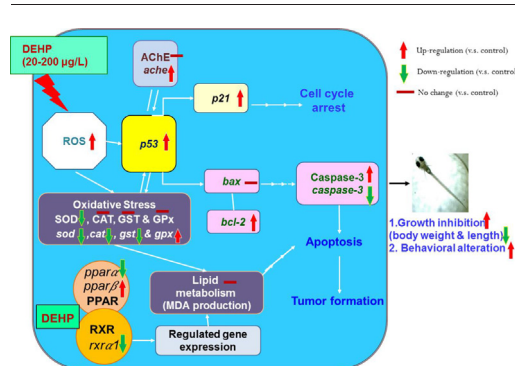 DEHP
(20-200 µg/L)
AChE
ache
Up-regulation (v.s. control)
Down-regulation (v.s. control)
No change (v.s. control)
ROS
p53
p21
Cell cycle
arrest
Oxidative Stress
SOD, CAT, GST & GPx
sod ,cat, gst & gpx
bax
bcl-2
Caspase-3
caspase-3
Apoptosis
Tumor formation
1.Growth inhibition
(body weight & length)
2. Behavioral alteration
pparα
pparβ
PPAR
DEHP
RXR
rxrα1
Lipid
metabolism
(MDA production)
Regulated gene
expression